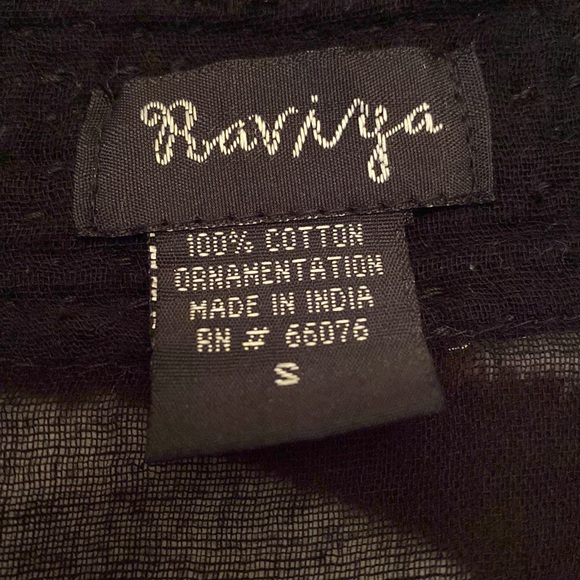 Raviya
100% COTTON
ORNAMENTATION
MADE IN INDIA
RN # 66076
S